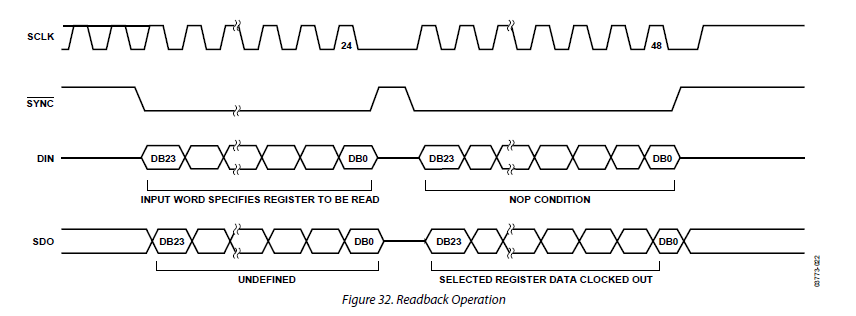 SCLK
24
48
SYNC
DIN
DB23
DB0
DB23
DB0
INPUT WORD SPECIFIES REGISTER TO BE READ
NOP CONDITION
SDO
DB23
DB0
DB23
DB0
UNDEFINED
SELECTED REGISTER DATA CLOCKED OUT
03773-022
Figure 32. Readback Operation